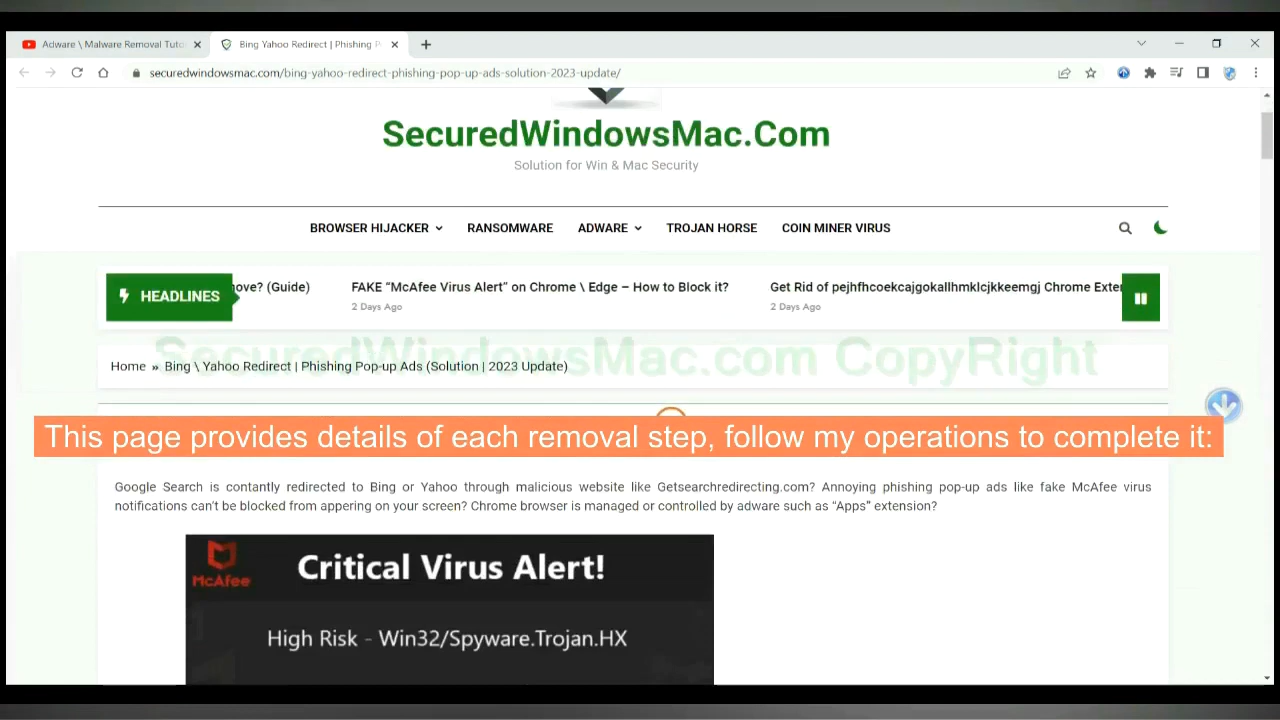 Adware \ Malware Removal Tuto
Bing Yahoo Redirect | Phishing P
securedwindowsmac.com/bing-yahoo-redirect-phishing-pop-up-ads-solution-2023-update/
SecuredWindowsMac.Com
Solution for Win & Mac Security
BROWSER HIJACKER RANSOMWARE ADWARE TROJAN HORSE COIN MINER VIRUS
HEADLINES
ove? (Guide)
FAKE “McAfee Virus Alert” on Chrome \ Edge – How to Block it?
2 Days Ago
Get Rid of pejhfhcoekcajgokallhmklcjkkeemgj Chrome Exte
2 Days Ago
SecuredWindowsMac.com CopyRight
Home » Bing \ Yahoo Redirect | Phishing Pop-up Ads (Solution | 2023 Update)
This page provides details of each removal step, follow my operations to complete it:
Google Search is contantly redirected to Bing or Yahoo through malicious website like Getsearchredirecting.com? Annoying phishing pop-up ads like fake McAfee virus
notifications can’t be blocked from appering on your screen? Chrome browser is managed or controlled by adware such as “Apps” extension?
McAfee
Critical Virus Alert!
High Risk - Win32/Spyware.Trojan.HX